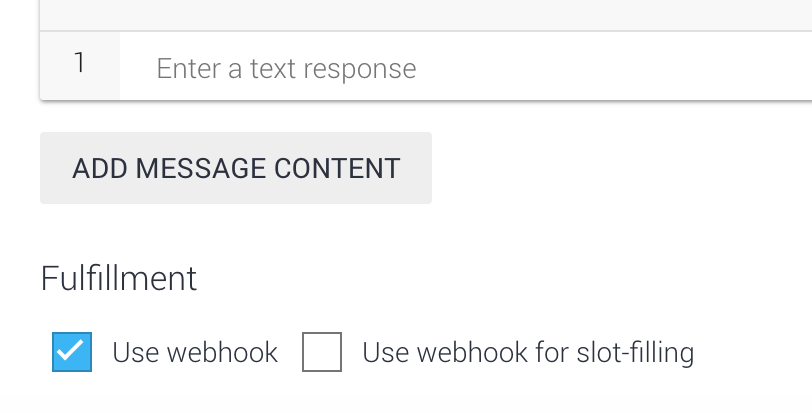 1 Enter a text response
ADD MESSAGE CONTENT
Fulfillment
Use webhook Use webhook for slot-filling